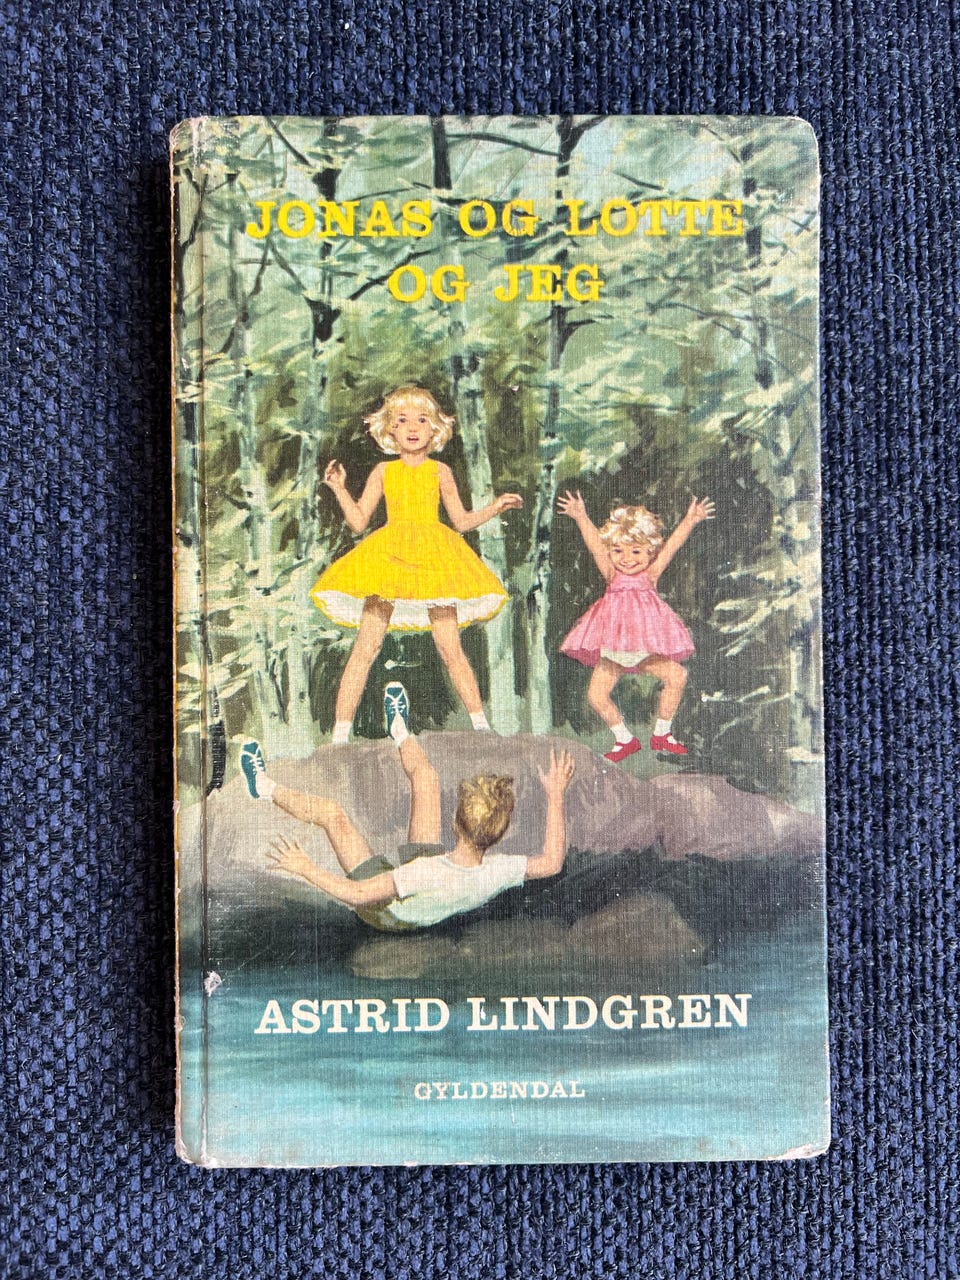 JONAS OG LOTTE
OG JEG
ASTRID LINDGREN
GYLDENDAL